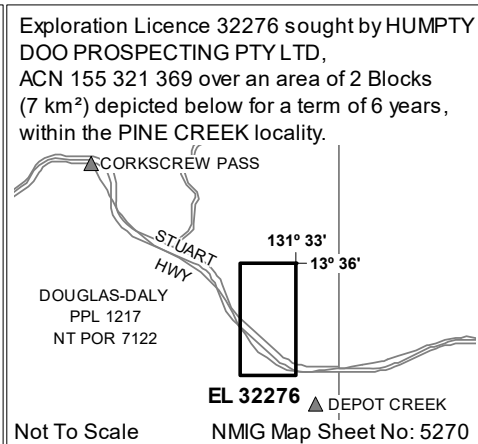 Exploration Licence 32276 sought by HUMPTY
DOO PROSPECTING PTY LTD,
ACN 155 321 369 over an area of 2 Blocks
(7 km²) depicted below for a term of 6 years,
within the PINE CREEK locality.
CORKSCREW PASS
STUART
HWY
131º 33'
13º 36'
DOUGLAS-DALY
PPL 1217
NT POR 7122
EL 32276
DEPOT CREEK
Not To Scale
NMIG Map Sheet No: 5270